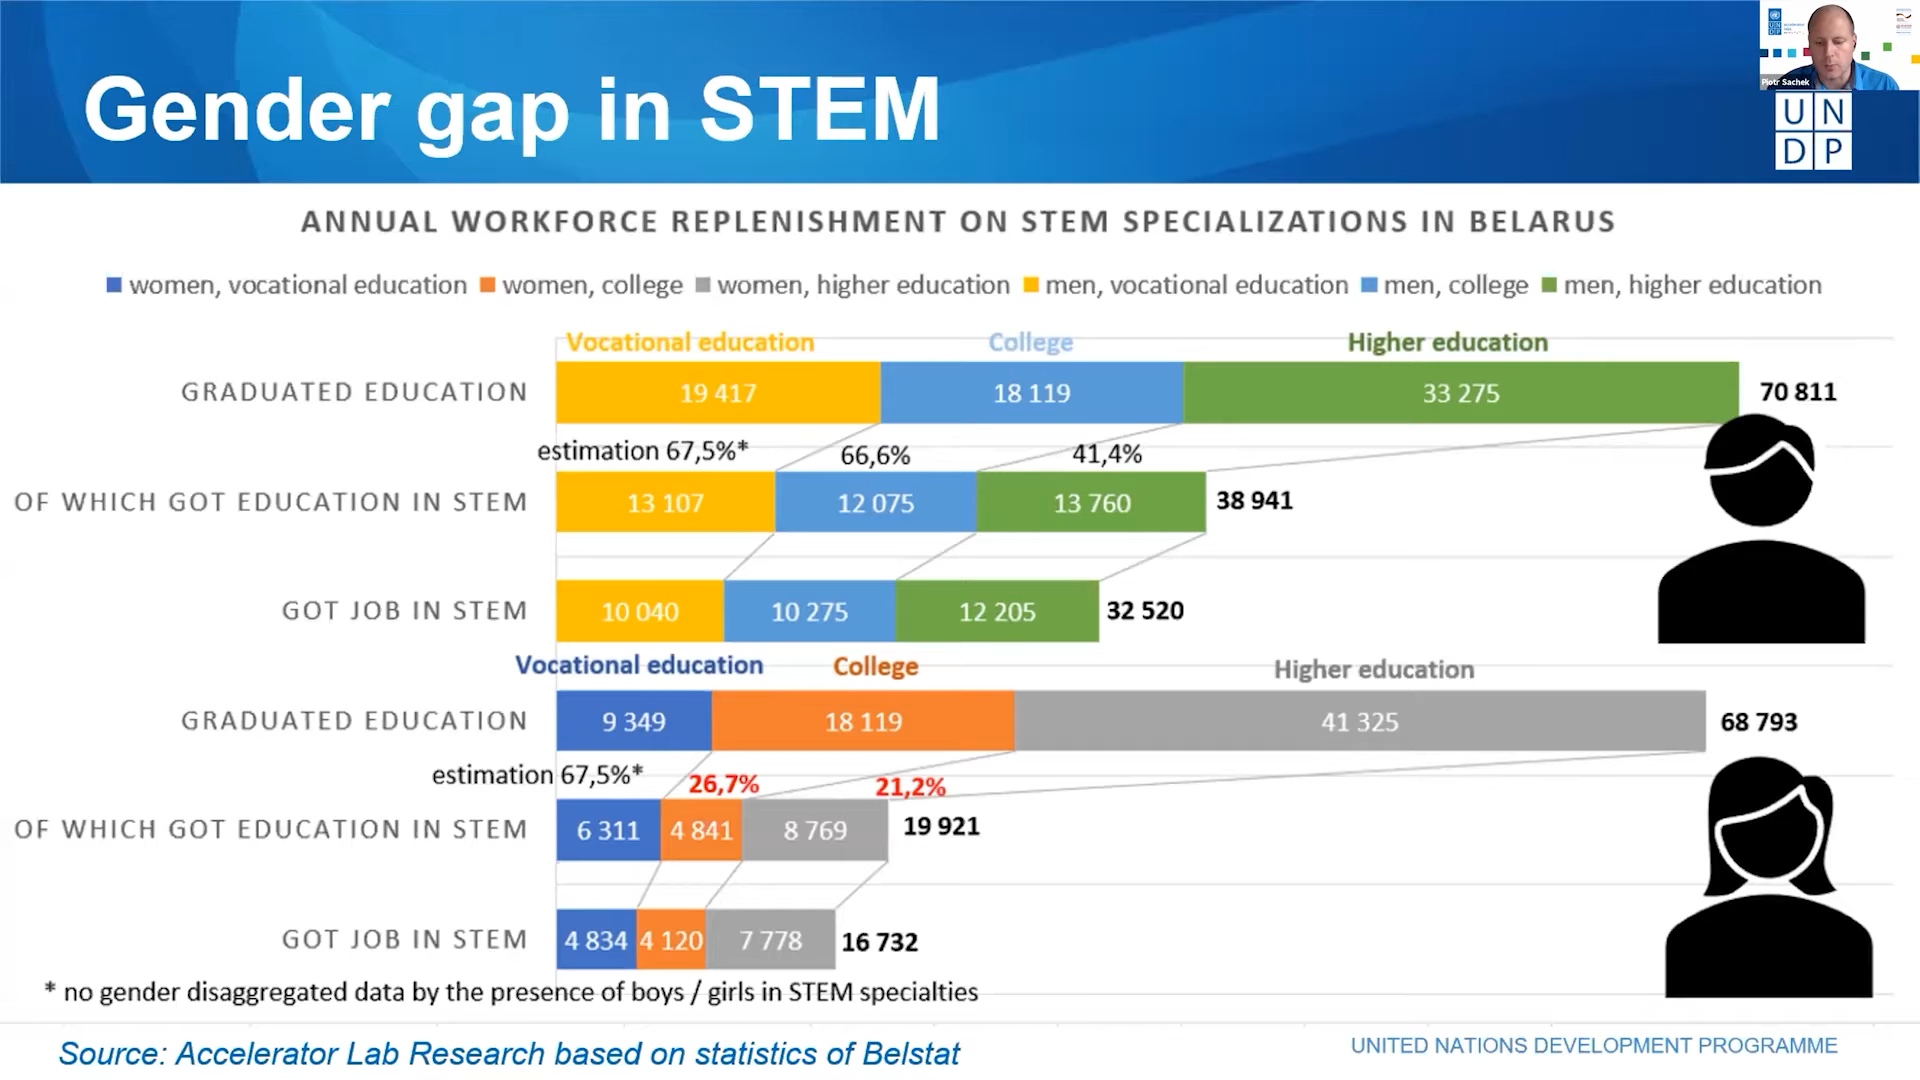 Gender gap in STEM
Piotr Sachek
UN
DP
ANNUAL WORKFORCE REPLENISHMENT ON STEM SPECIALIZATIONS IN BELARUS
women, vocational education women, college women, higher education men, vocational education men, college men, higher education
Vocational education College Higher education
GRADUATED EDUCATION 19 417 18 119 33 275 70 811
estimation 67,5%* 66,6% 41,4%
OF WHICH GOT EDUCATION IN STEM 13 107 12 075 13 760 38 941
GOT JOB IN STEM 10 040 10 275 12 205 32 520
Vocational education College Higher education
GRADUATED EDUCATION 9 349 18 119 41 325 68 793
estimation 67,5%* 26,7% 21,2%
OF WHICH GOT EDUCATION IN STEM 6 311 4 841 8 769 19 921
GOT JOB IN STEM 4 834 4 120 7 778 16 732
* no gender disaggregated data by the presence of boys / girls in STEM specialties
Source: Accelerator Lab Research based on statistics of Belstat
UNITED NATIONS DEVELOPMENT PROGRAMME